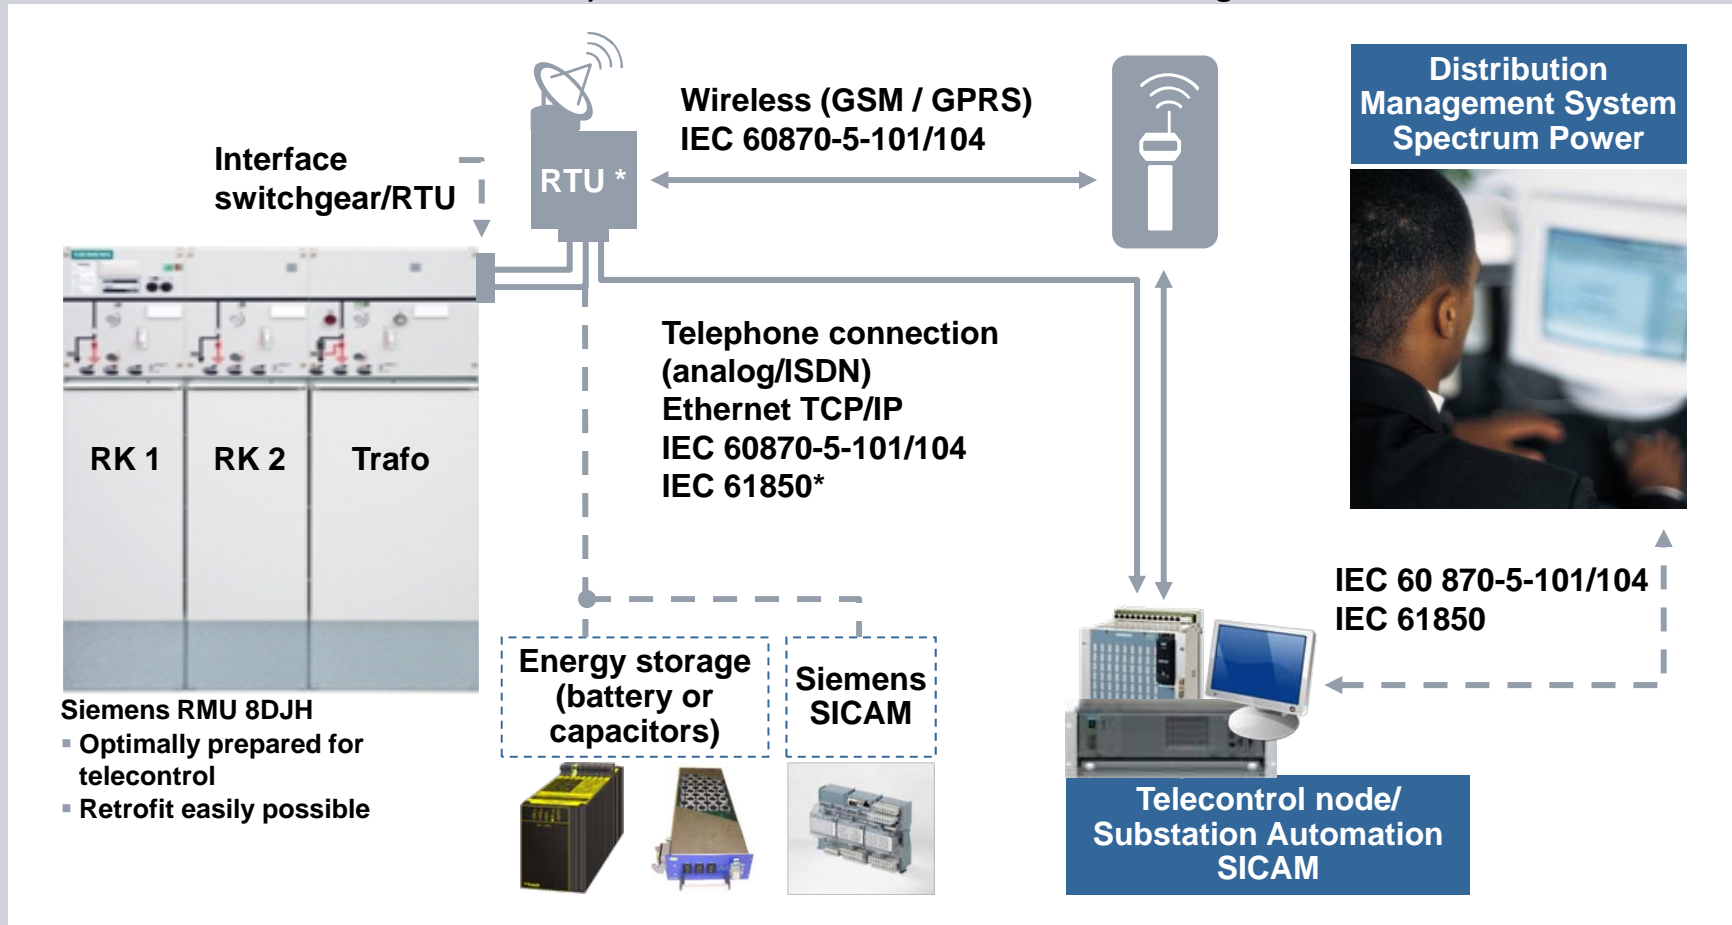 Wireless (GSM / GPRS)
IEC 60870-5-101/104
Distribution
Management System
Spectrum Power
Interface
switchgear/RTU
RTU *
SIEMENS
Telephone connection
(analog/ISDN)
Ethernet TCP/IP
IEC 60870-5-101/104
IEC 61850*
RK 1
RK 2
Trafo
IEC 60 870-5-101/104
IEC 61850
Energy storage
(battery or
capacitors)
Siemens
SICAM
Siemens RMU 8DJH
▪ Optimally prepared for
telecontrol
▪ Retrofit easily possible
Telecontrol node/
Substation Automation
SICAM